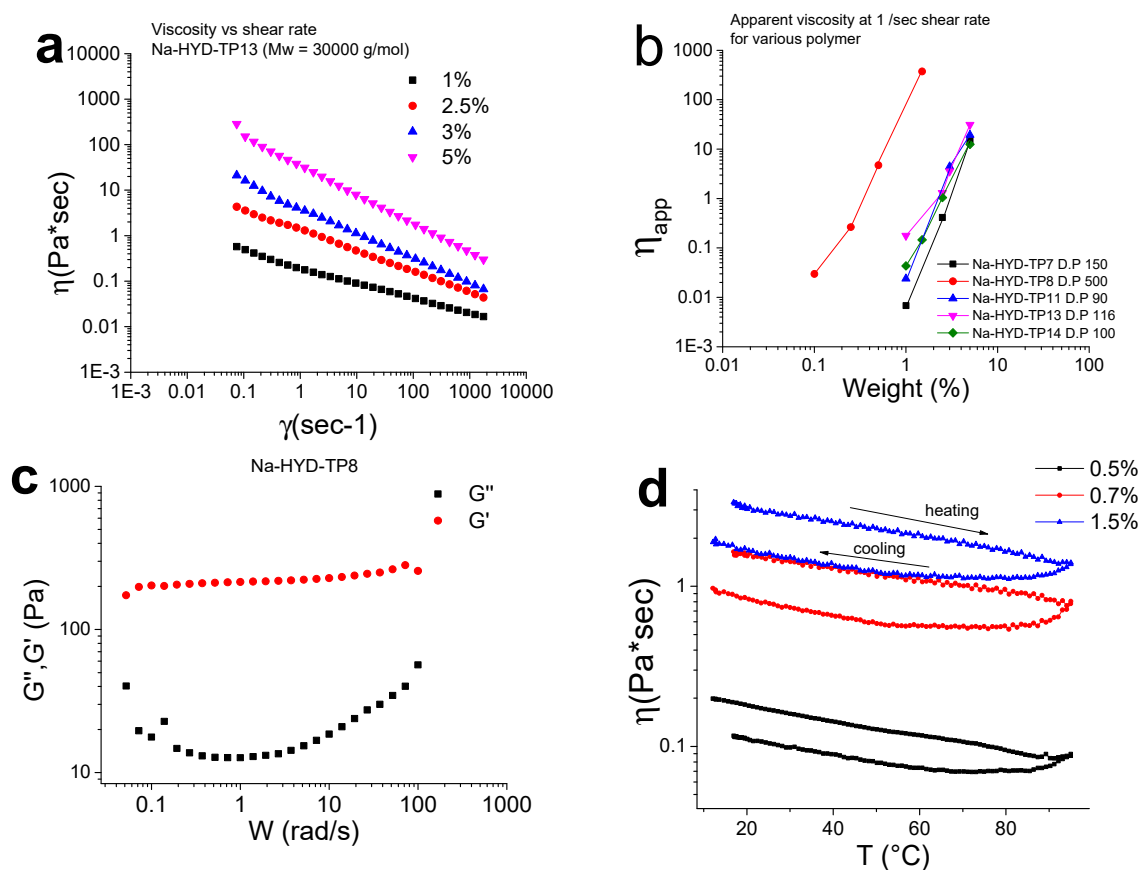 a
Viscosity vs shear rate
Na-HYD-TP13 (Mw = 30000 g/mol)
1%
2.5%
3%
5%
10000
1000
100
10
1
0.1
0.01
1E-3
η(Pa*sec)
1E-3 0.01 0.1 1 10 100 1000 10000
γ(sec-1)
b
Apparent viscosity at 1 /sec shear rate
for various polymer
1000
100
10
1
0.1
0.01
1E-3
ηapp
Na-HYD-TP7 D.P 150
Na-HYD-TP8 D.P 500
Na-HYD-TP11 D.P 90
Na-HYD-TP13 D.P 116
Na-HYD-TP14 D.P 100
0.01 0.1 1 10 100
Weight (%)
c
Na-HYD-TP8
G"
G'
1000
100
10
G",G' (Pa)
0.1 1 10 100 1000
W (rad/s)
d
0.5%
0.7%
1.5%
heating
cooling
1
0.1
η(Pa*sec)
20 40 60 80
T (°C)